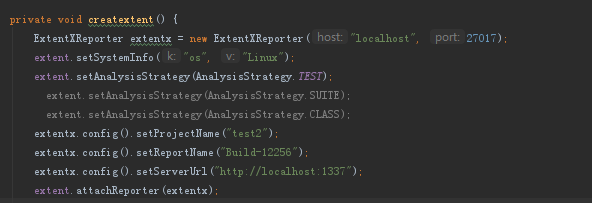 private void creatextent() {
ExtentXReporter extentx = new ExtentXReporter( host: "localhost", port: 27017);
extent.setSystemInfo( k: "os", v: "Linux");
extent.setAnalysisStrategy(AnalysisStrategy.TEST);
extent.setAnalysisStrategy(AnalysisStrategy.SUITE);
extent.setAnalysisStrategy(AnalysisStrategy.CLASS);
extentx.config().setProjectName("test2");
extentx.config().setReportName("Build-12256");
extentx.config().setServerUrl("http://localhost:1337");
extent.attachReporter(extentx);